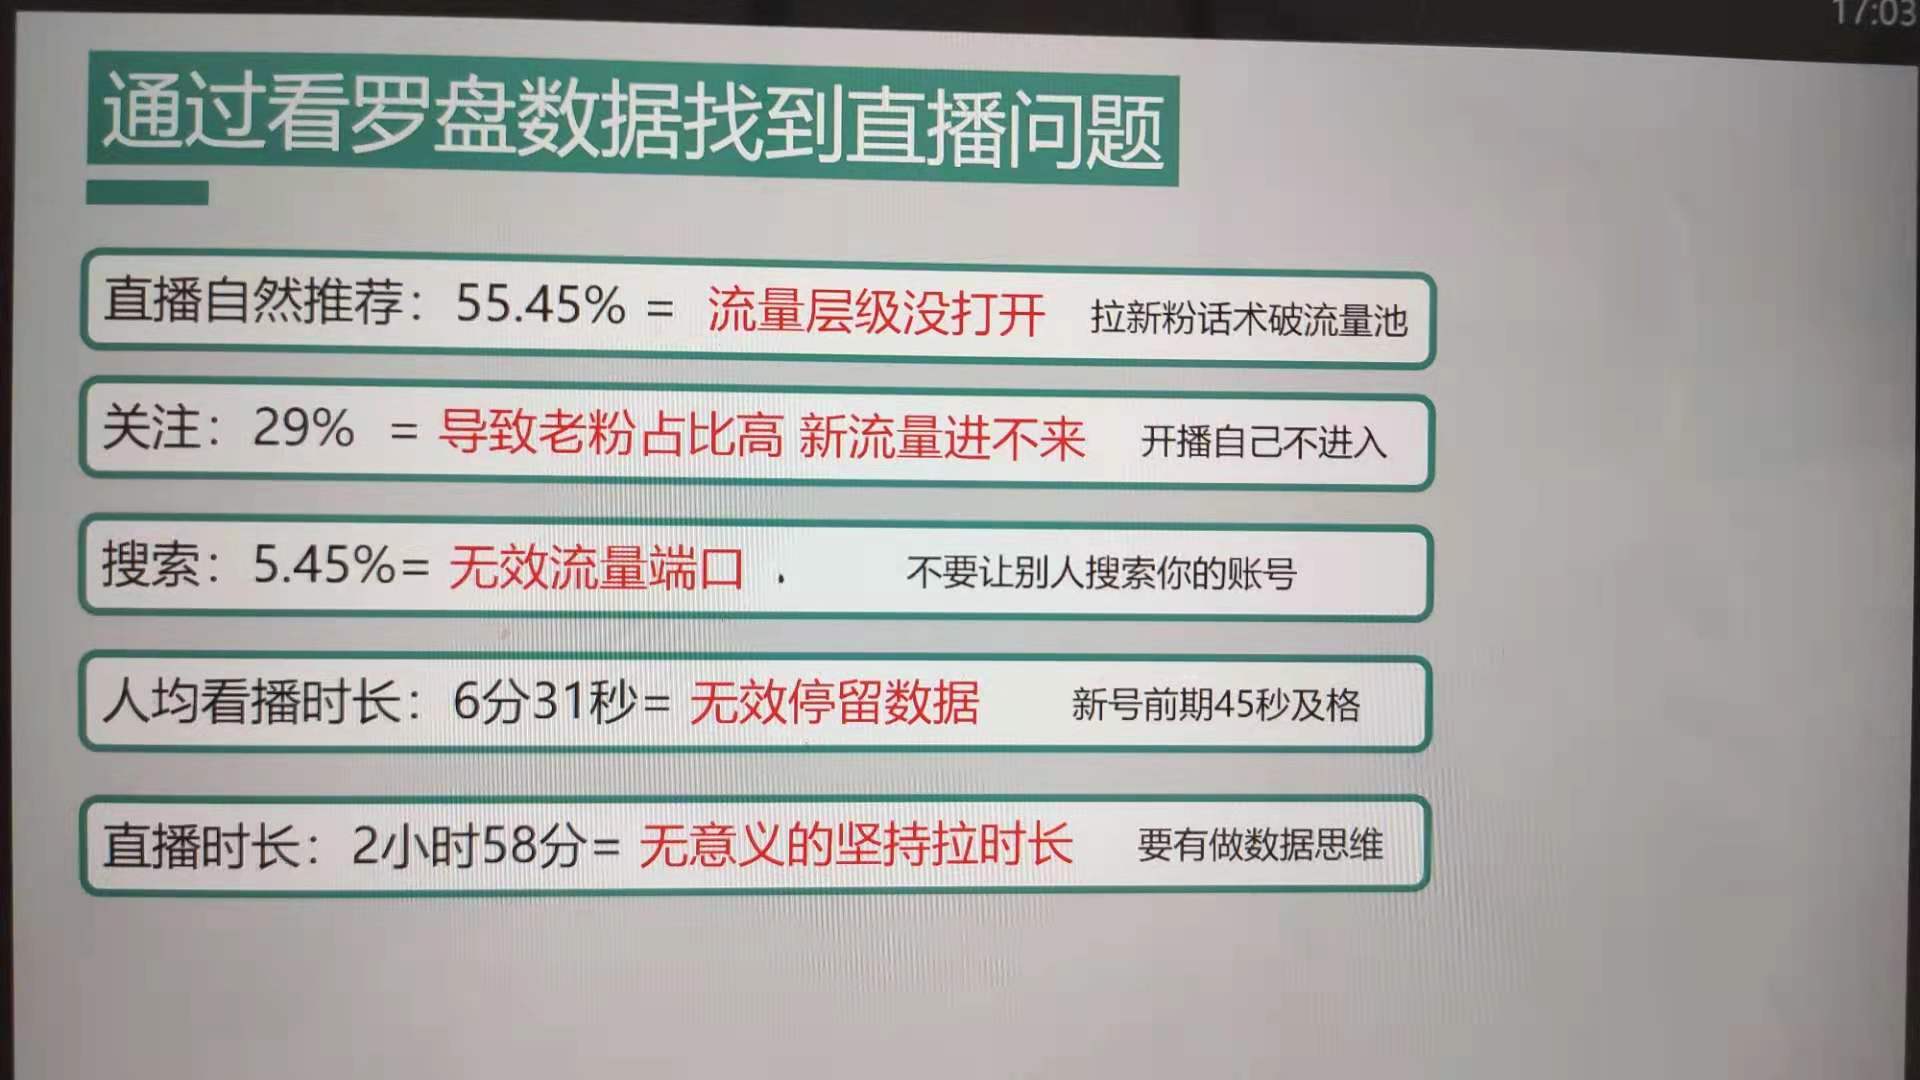 17:03
通过看罗盘数据找到直播问题
直播自然推荐：55.45% = 流量层级没打开 拉新粉话术破流量池
关注：29% = 导致老粉占比高 新流量进不来 开播自己不进入
搜索：5.45%= 无效流量端口 . 不要让别人搜索你的账号
人均看播时长：6分31秒= 无效停留数据 新号前期45秒及格
直播时长：2小时58分= 无意义的坚持拉时长 要有做数据思维